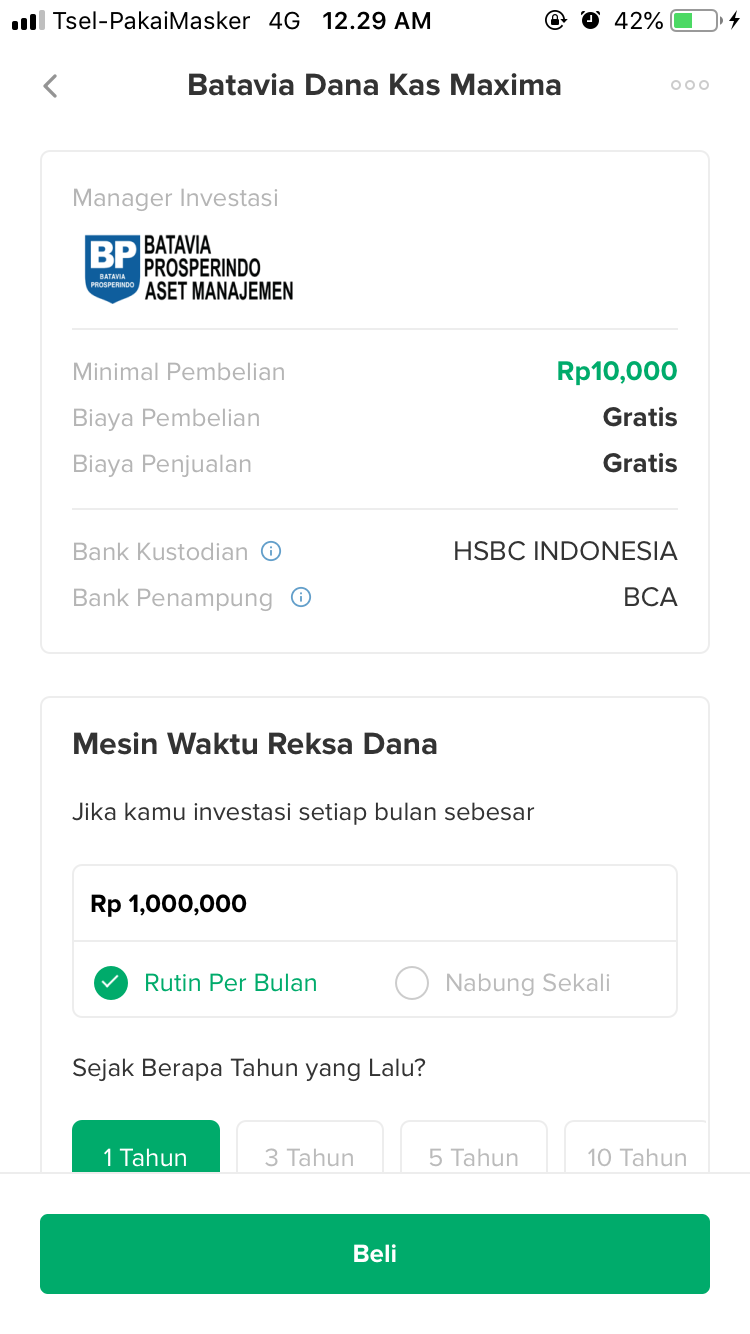 Tsel-PakaiMasker 4G 12.29 AM 42%
Batavia Dana Kas Maxima
Manager Investasi
BP
BATAVIA
PROSPERINDO
BATAVIA
PROSPERINDO
ASET MANAJEMEN
Minimal Pembelian Rp10,000
Biaya Pembelian Gratis
Biaya Penjualan Gratis
Bank Kustodian HSBC INDONESIA
Bank Penampung BCA
Mesin Waktu Reksa Dana
Jika kamu investasi setiap bulan sebesar
Rp 1,000,000
Rutin Per Bulan Nabung Sekali
Sejak Berapa Tahun yang Lalu?
1 Tahun 3 Tahun 5 Tahun 10 Tahun
Beli